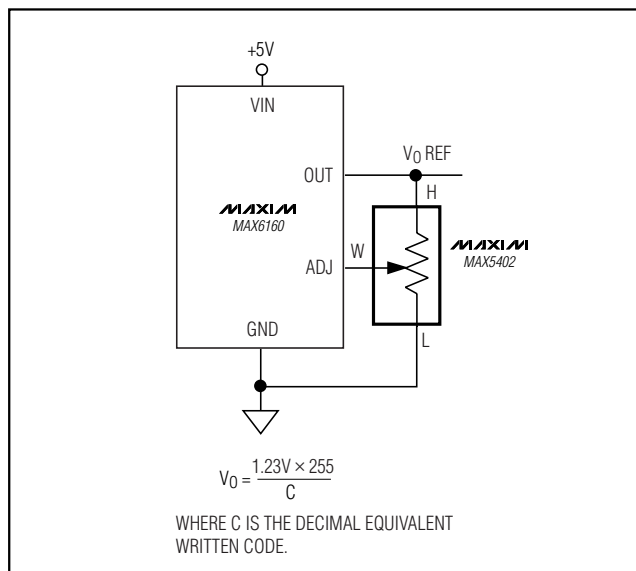 +5V
VIN
OUT
V0 REF
H
MAXIM
MAX6160
W
MAXIM
MAX5402
ADJ
GND
L
V0 = 1.23V × 255
C
WHERE C IS THE DECIMAL EQUIVALENT
WRITTEN CODE.